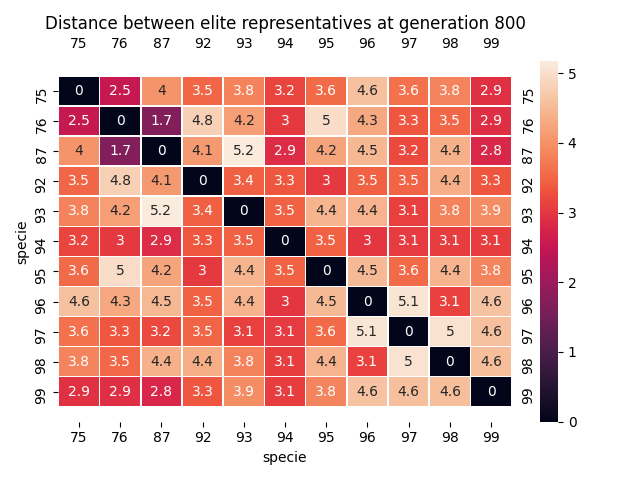 Distance between elite representatives at generation 800
75 76 87 92 93 94 95 96 97 98 99
75 0 2.5 4 3.5 3.8 3.2 3.6 4.6 3.6 3.8 2.9 75
76 2.5 0 1.7 4.8 4.2 3 5 4.3 3.3 3.5 2.9 76
87 4 1.7 0 4.1 5.2 2.9 4.2 4.5 3.2 4.4 2.8 87
92 3.5 4.8 4.1 0 3.4 3.3 3 3.5 3.5 4.4 3.3 92
93 3.8 4.2 5.2 3.4 0 3.5 4.4 4.4 3.1 3.8 3.9 93
94 3.2 3 2.9 3.3 3.5 0 3.5 3 3.1 3.1 3.1 94
95 3.6 5 4.2 3 4.4 3.5 0 4.5 3.6 4.4 3.8 95
96 4.6 4.3 4.5 3.5 4.4 3 4.5 0 5.1 3.1 4.6 96
97 3.6 3.3 3.2 3.5 3.1 3.1 3.6 5.1 0 5 4.6 97
98 3.8 3.5 4.4 4.4 3.8 3.1 4.4 3.1 5 0 4.6 98
99 2.9 2.9 2.8 3.3 3.9 3.1 3.8 4.6 4.6 4.6 0 99
75 76 87 92 93 94 95 96 97 98 99
specie
specie
5
4
3
2
1
0